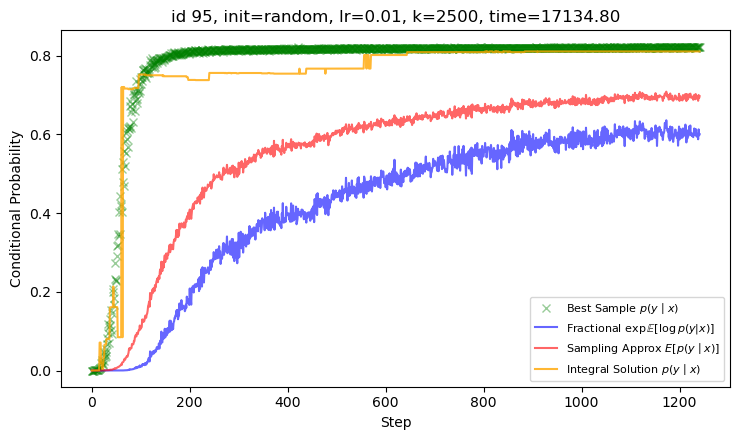 id 95, init=random, lr=0.01, k=2500, time=17134.80
Conditional Probability
0.8
0.6
0.4
0.2
0.0
0 200 400 600 800 1000 1200
Step
Best Sample p(y | x)
Fractional exp𝔼[log p(y|x)]
Sampling Approx E[p(y | x)]
Integral Solution p(y | x)